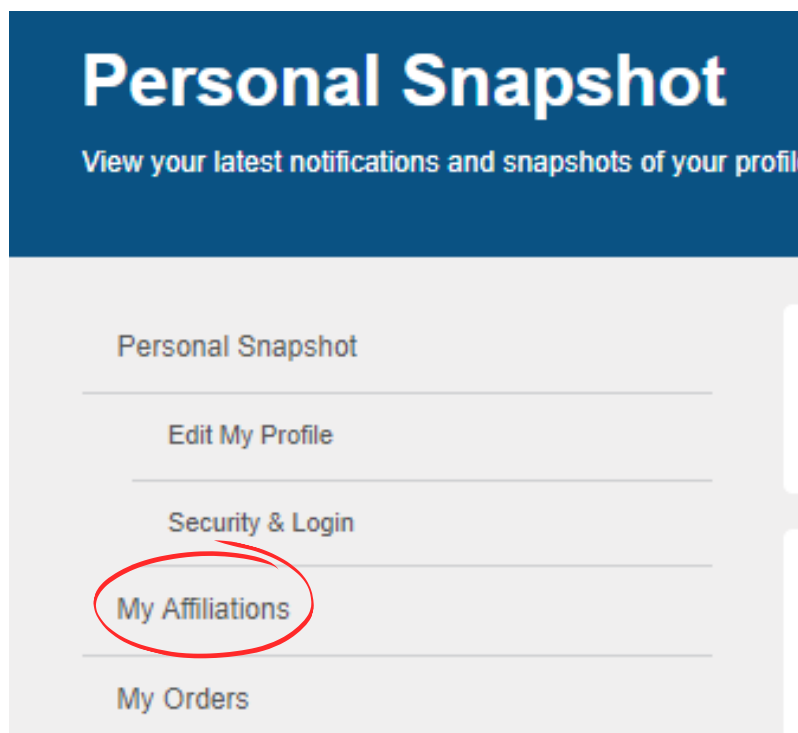 Personal Snapshot
View your latest notifications and snapshots of your
Personal Snapshot
Edit My Profile
Security & Login
My Affiliations
My Orders